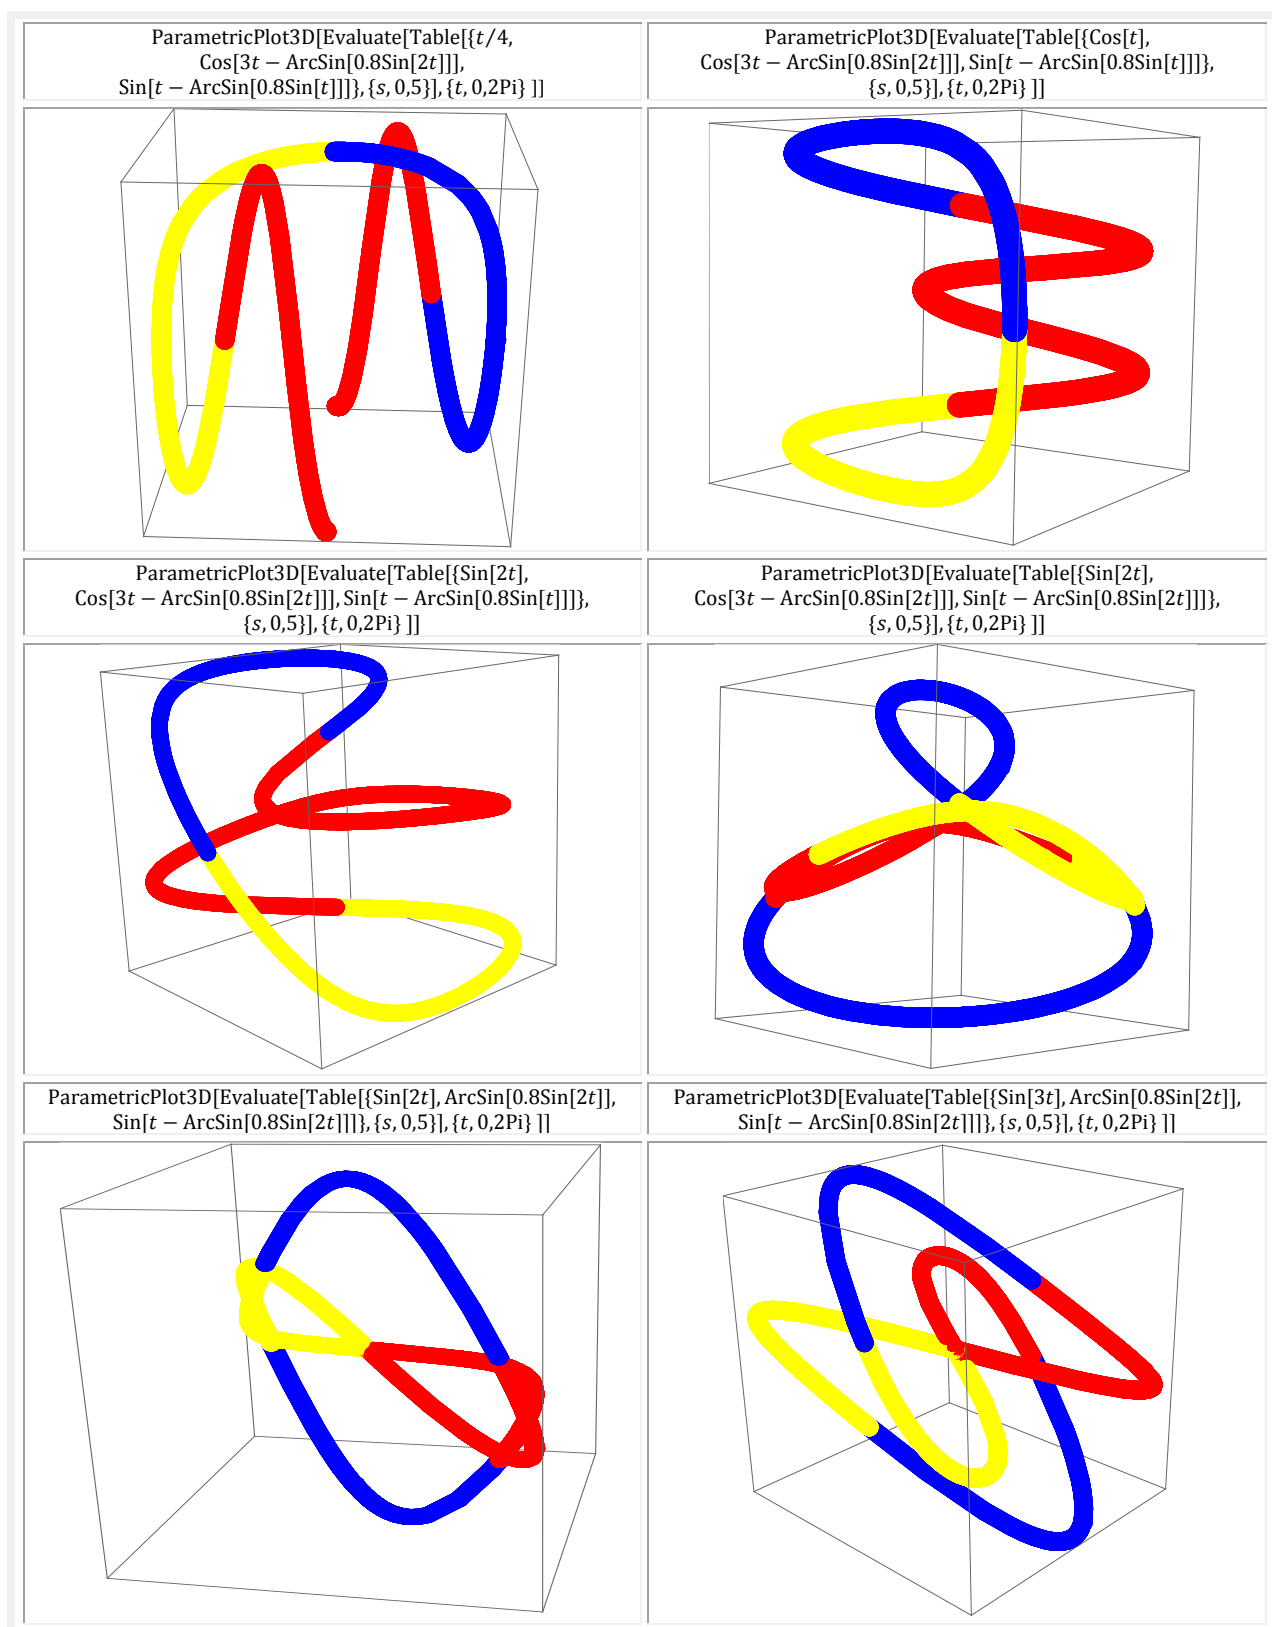 ParametricPlot3D[Evaluate[Table[{t/4,
Cos[3t − ArcSin[0.8Sin[2t]]],
Sin[t − ArcSin[0.8Sin[t]]]}, {s, 0,5}], {t, 0,2Pi} ]]
ParametricPlot3D[Evaluate[Table[{Cos[t],
Cos[3t − ArcSin[0.8Sin[2t]]], Sin[t − ArcSin[0.8Sin[t]]]},
{s, 0,5}], {t, 0,2Pi} ]]
ParametricPlot3D[Evaluate[Table[{Sin[2t],
Cos[3t − ArcSin[0.8Sin[2t]]], Sin[t − ArcSin[0.8Sin[t]]]},
{s, 0,5}], {t, 0,2Pi} ]]
ParametricPlot3D[Evaluate[Table[{Sin[2t],
Cos[3t − ArcSin[0.8Sin[2t]]], Sin[t − ArcSin[0.8Sin[2t]]]},
{s, 0,5}], {t, 0,2Pi} ]]
ParametricPlot3D[Evaluate[Table[{Sin[2t], ArcSin[0.8Sin[2t]],
Sin[t − ArcSin[0.8Sin[2t]]]}, {s, 0,5}], {t, 0,2Pi} ]]
ParametricPlot3D[Evaluate[Table[{Sin[3t], ArcSin[0.8Sin[2t]],
Sin[t − ArcSin[0.8Sin[2t]]]}, {s, 0,5}], {t, 0,2Pi} ]]